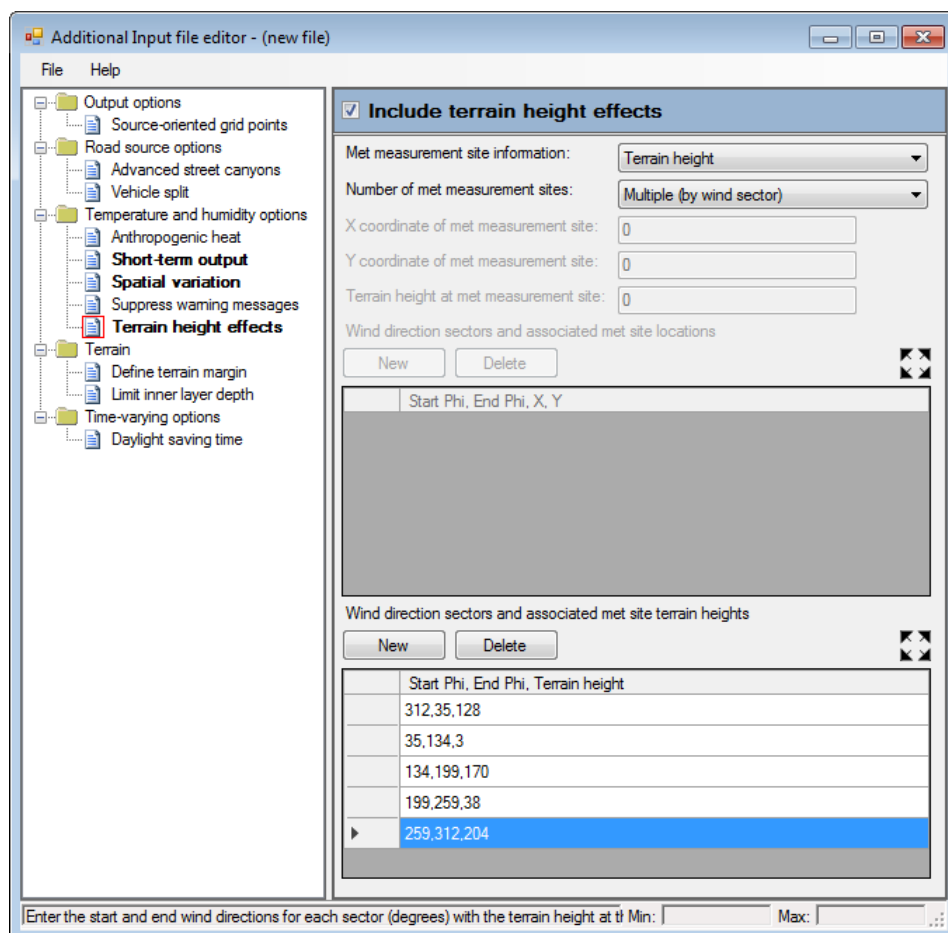 Additional Input file editor - (new file)
File Help
Output options
Source-oriented grid points
Road source options
Advanced street canyons
Vehicle split
Temperature and humidity options
Anthropogenic heat
Short-term output
Spatial variation
Suppress warning messages
Terrain height effects
Terrain
Define terrain margin
Limit inner layer depth
Time-varying options
Daylight saving time
Include terrain height effects
Met measurement site information: Terrain height
Number of met measurement sites: Multiple (by wind sector)
X coordinate of met measurement site: 0
Y coordinate of met measurement site: 0
Terrain height at met measurement site: 0
Wind direction sectors and associated met site locations
New Delete
Start Phi, End Phi, X, Y
Wind direction sectors and associated met site terrain heights
New Delete
Start Phi, End Phi, Terrain height
312,35,128
35,134,3
134,199,170
199,259,38
259,312,204
Enter the start and end wind directions for each sector (degrees) with the terrain height at th Min: Max: